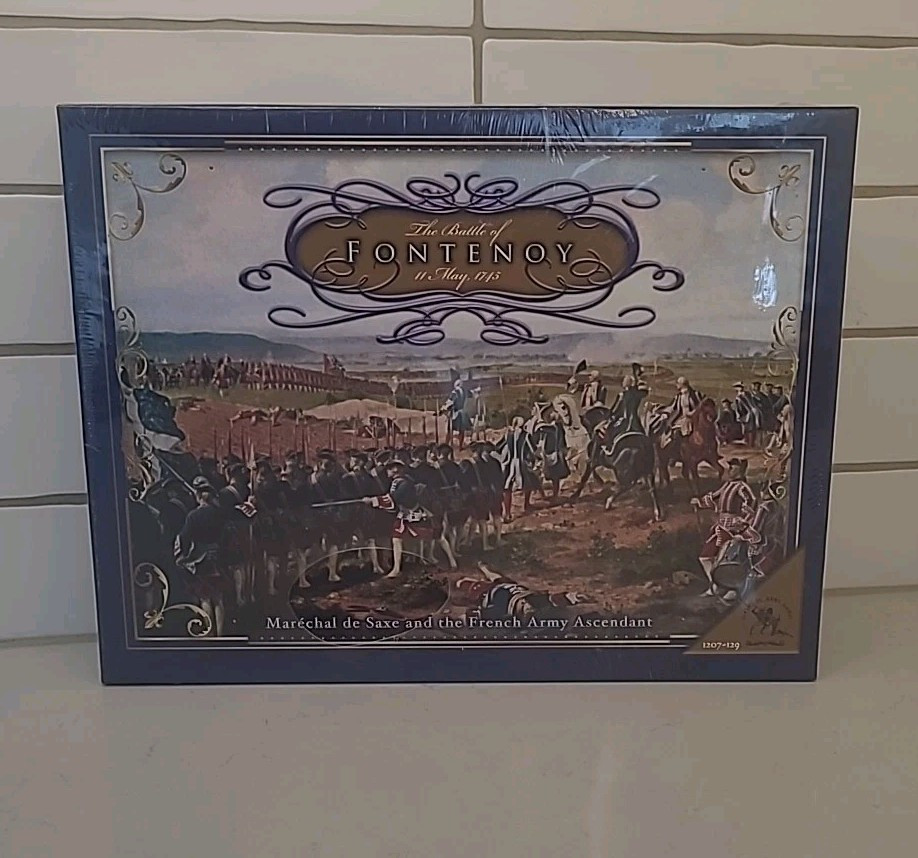 The Battle of
FONTENOY
11 May, 1745
Maréchal de Saxe and the French Army Ascendant
1207-129